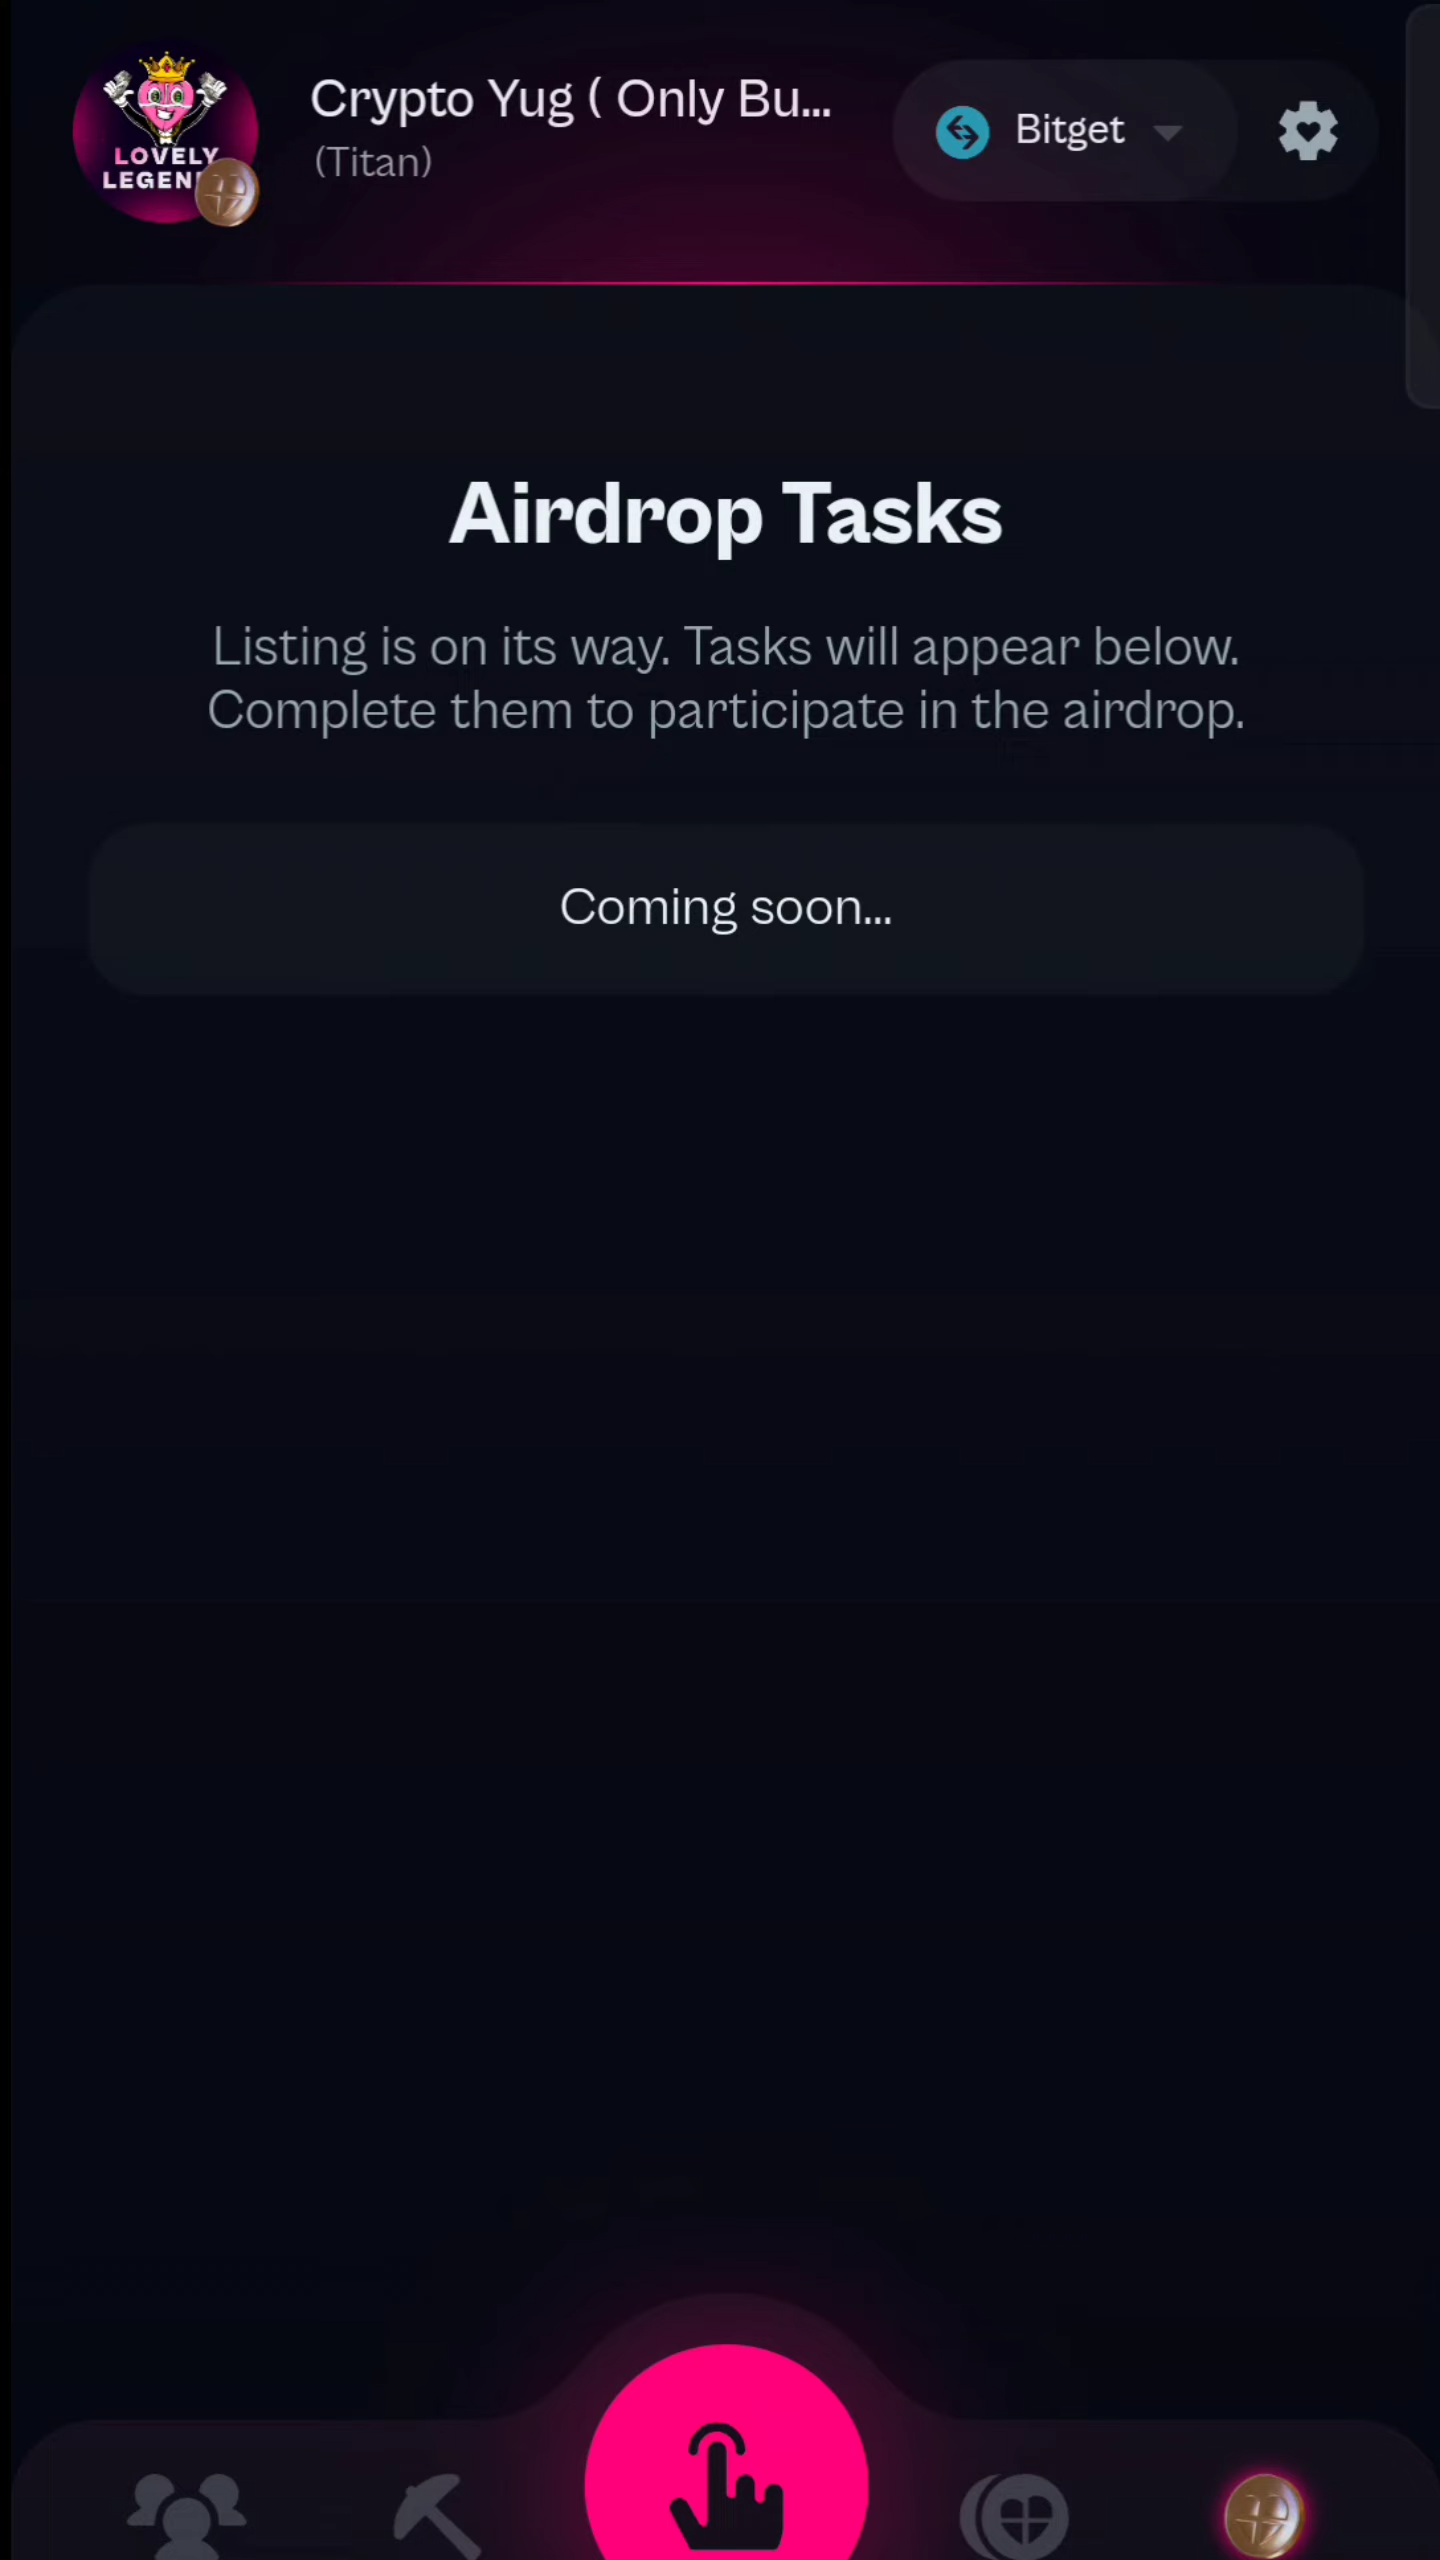 Crypto Yug ( Only Bu...
(Titan)
Bitget
LOVELY
LEGEN
Airdrop Tasks
Listing is on its way. Tasks will appear below.
Complete them to participate in the airdrop.
Coming soon...